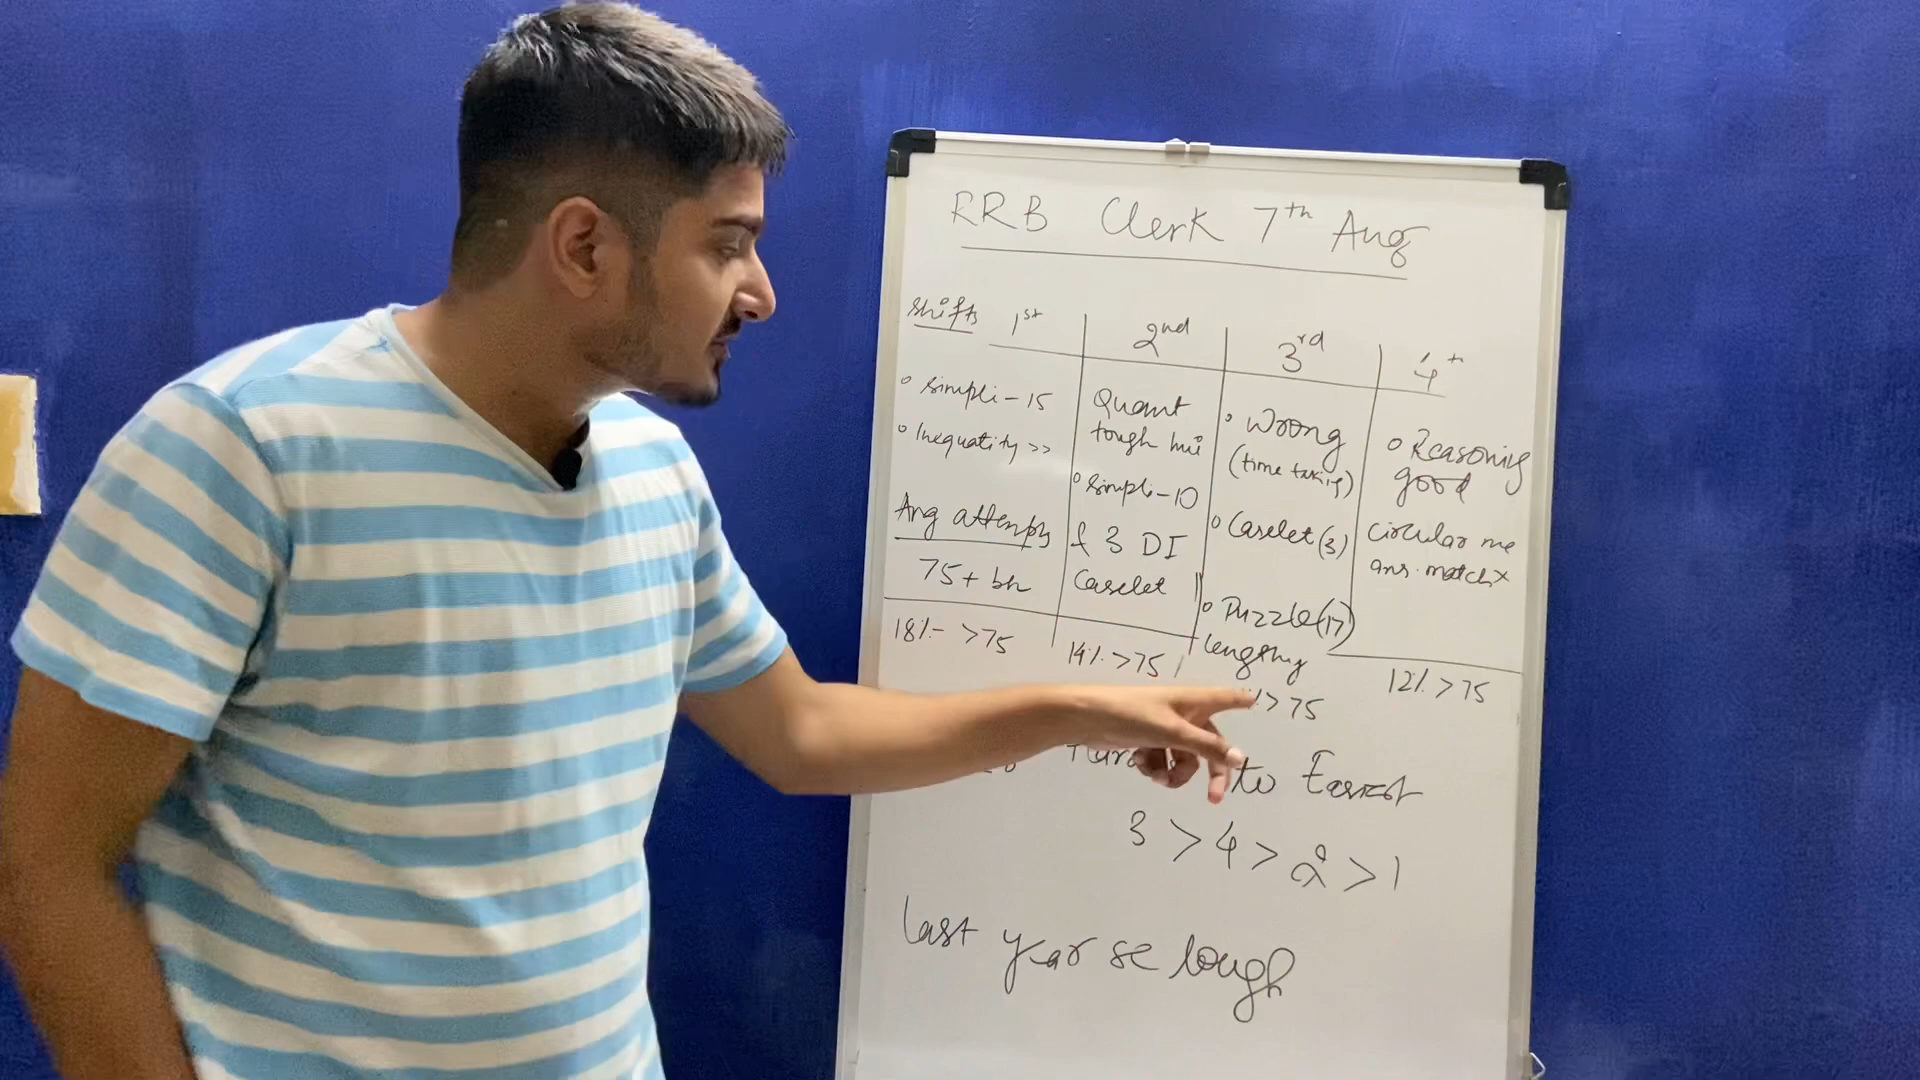 RRB Clerk 7th Aug
Shifts 1st 2nd 3rd 4th
Simpli-15
Inequality >>
Avg attempts
75+ bh
18% - >75
Quant
tough hui
Simpli-10
& 3 DI
Caselet
14% >75
Wrong
(time taking)
Caselet (3)
Puzzle (17)
lengthy
% > 75
Reasoning
good
Circular me
ans. match x
12% > 75
to Easiest
3 > 4 > 2 > 1
last year se tough